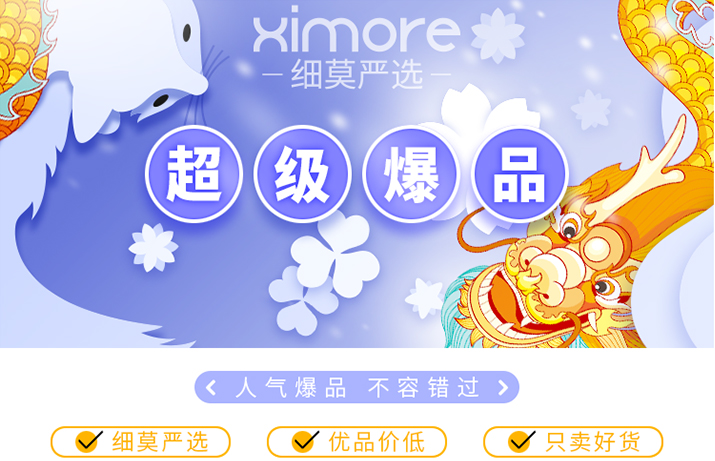 ximore
细莫严选
超级爆品
人气爆品 不容错过
细莫严选
优品价低
只卖好货